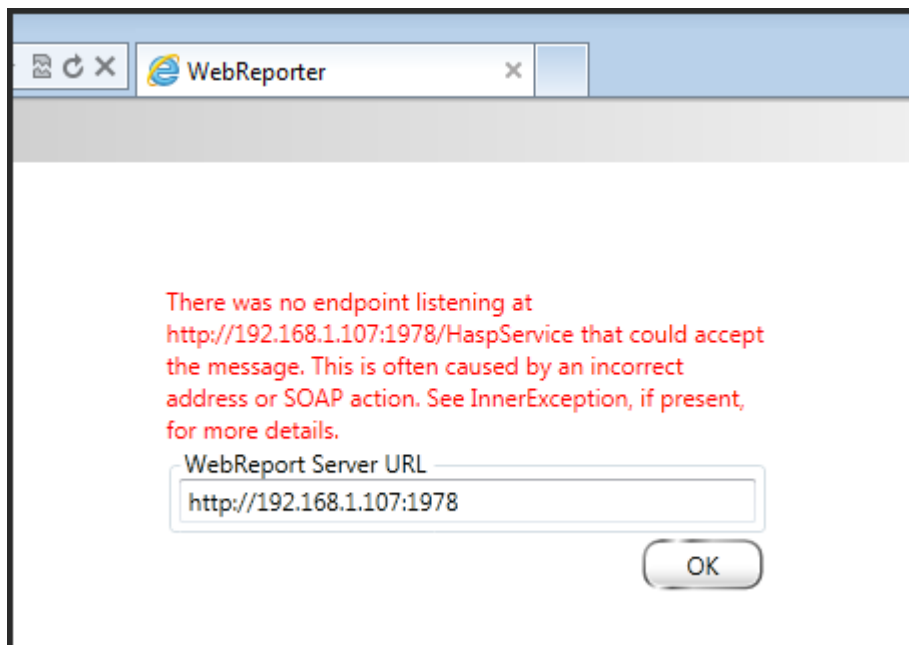 WebReporter
There was no endpoint listening at
http://192.168.1.107:1978/HaspService that could accept
the message. This is often caused by an incorrect
address or SOAP action. See InnerException, if present,
for more details.
WebReport Server URL
http://192.168.1.107:1978
OK